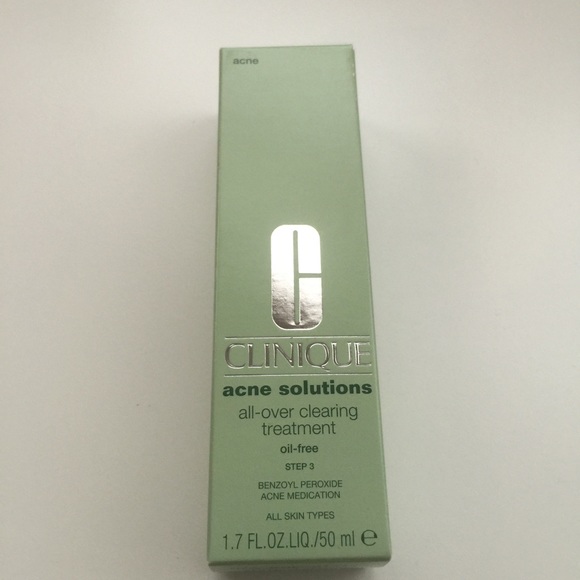 acne
C
CLINIQUE
acne solutions
all-over clearing
treatment
oil-free
STEP 3
BENZOYL PEROXIDE
ACNE MEDICATION
ALL SKIN TYPES
1.7 FL.OZ.LIQ./50 ml ℮